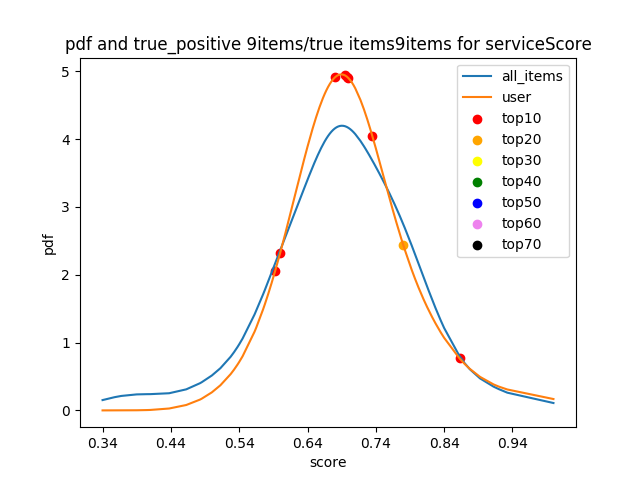 pdf and true_positive 9items/true items9items for serviceScore
all_items
user
top10
top20
top30
top40
top50
top60
top70
pdf
5
4
3
2
1
0
0.34 0.44 0.54 0.64 0.74 0.84 0.94
score